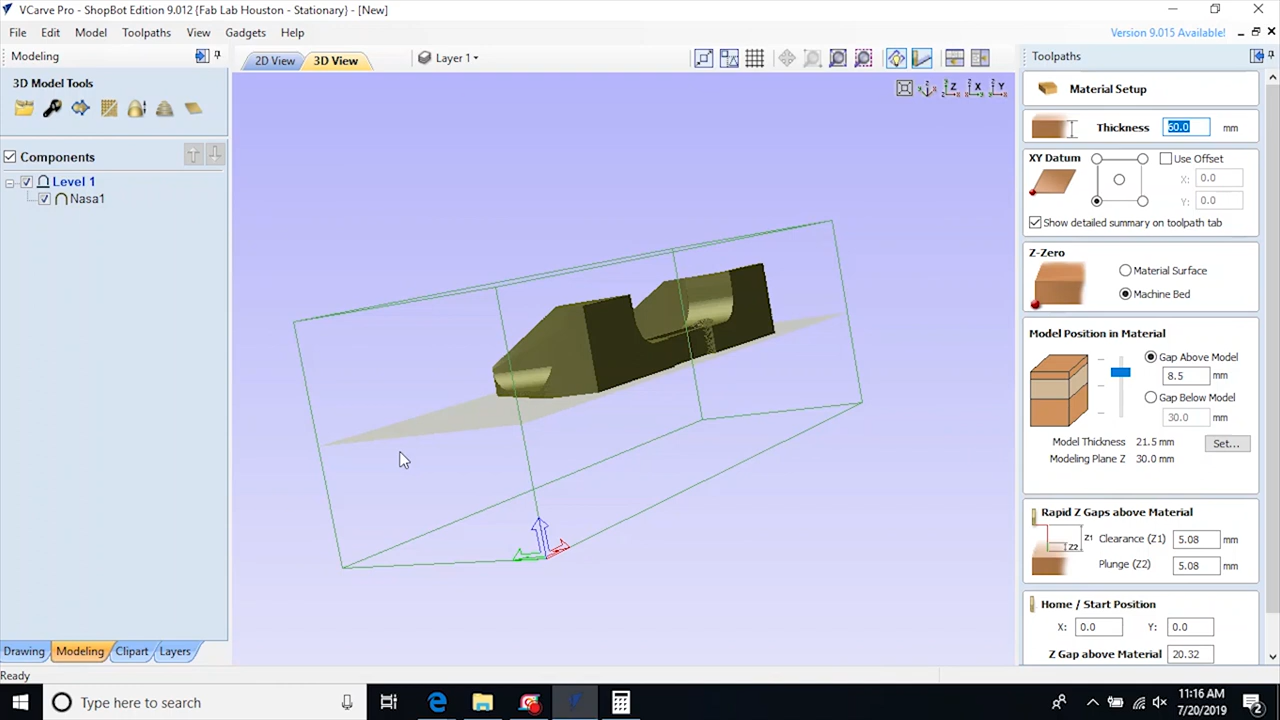 VCarve Pro - ShopBot Edition 9.012 {Fab Lab Houston - Stationary} - [New]
File Edit Model Toolpaths View Gadgets Help
Version 9.015 Available!
Modeling
2D View
3D View
Layer 1
Toolpaths
3D Model Tools
Components
Level 1
Nasa1
Z X Y
Material Setup
Thickness 60.0 mm
XY Datum
Use Offset
X: 0.0
Y: 0.0
Show detailed summary on toolpath tab
Z-Zero
Material Surface
Machine Bed
Model Position in Material
Gap Above Model
8.5 mm
Gap Below Model
30.0 mm
Model Thickness 21.5 mm
Set...
Modeling Plane Z 30.0 mm
Rapid Z Gaps above Material
Z1
Z2
Clearance (Z1) 5.08 mm
Plunge (Z2) 5.08 mm
Home / Start Position
X: 0.0 Y: 0.0
Z Gap above Material 20.32
Drawing Modeling Clipart Layers
Ready
Type here to search
11:16 AM
7/20/2019
2